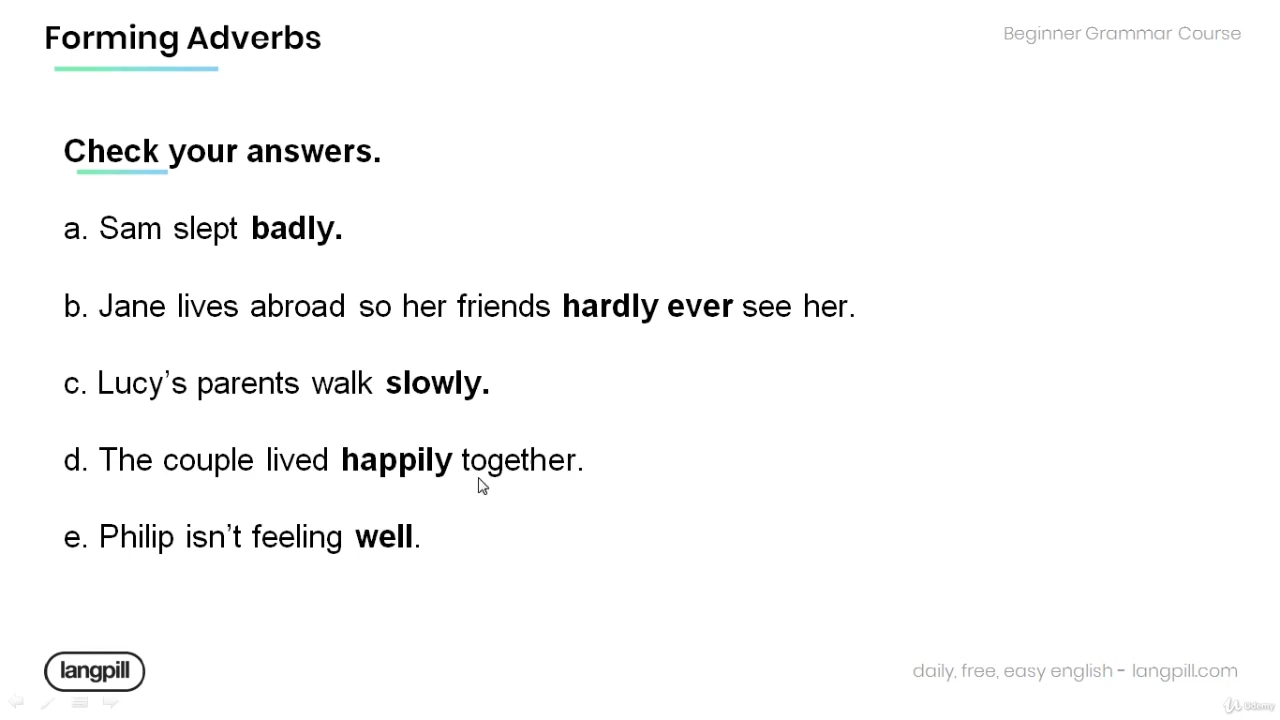 Forming Adverbs
Beginner Grammar Course
Check your answers.
a. Sam slept badly.
b. Jane lives abroad so her friends hardly ever see her.
c. Lucy’s parents walk slowly.
d. The couple lived happily together.
e. Philip isn’t feeling well.
langpill
daily, free, easy english - langpill.com
Udemy